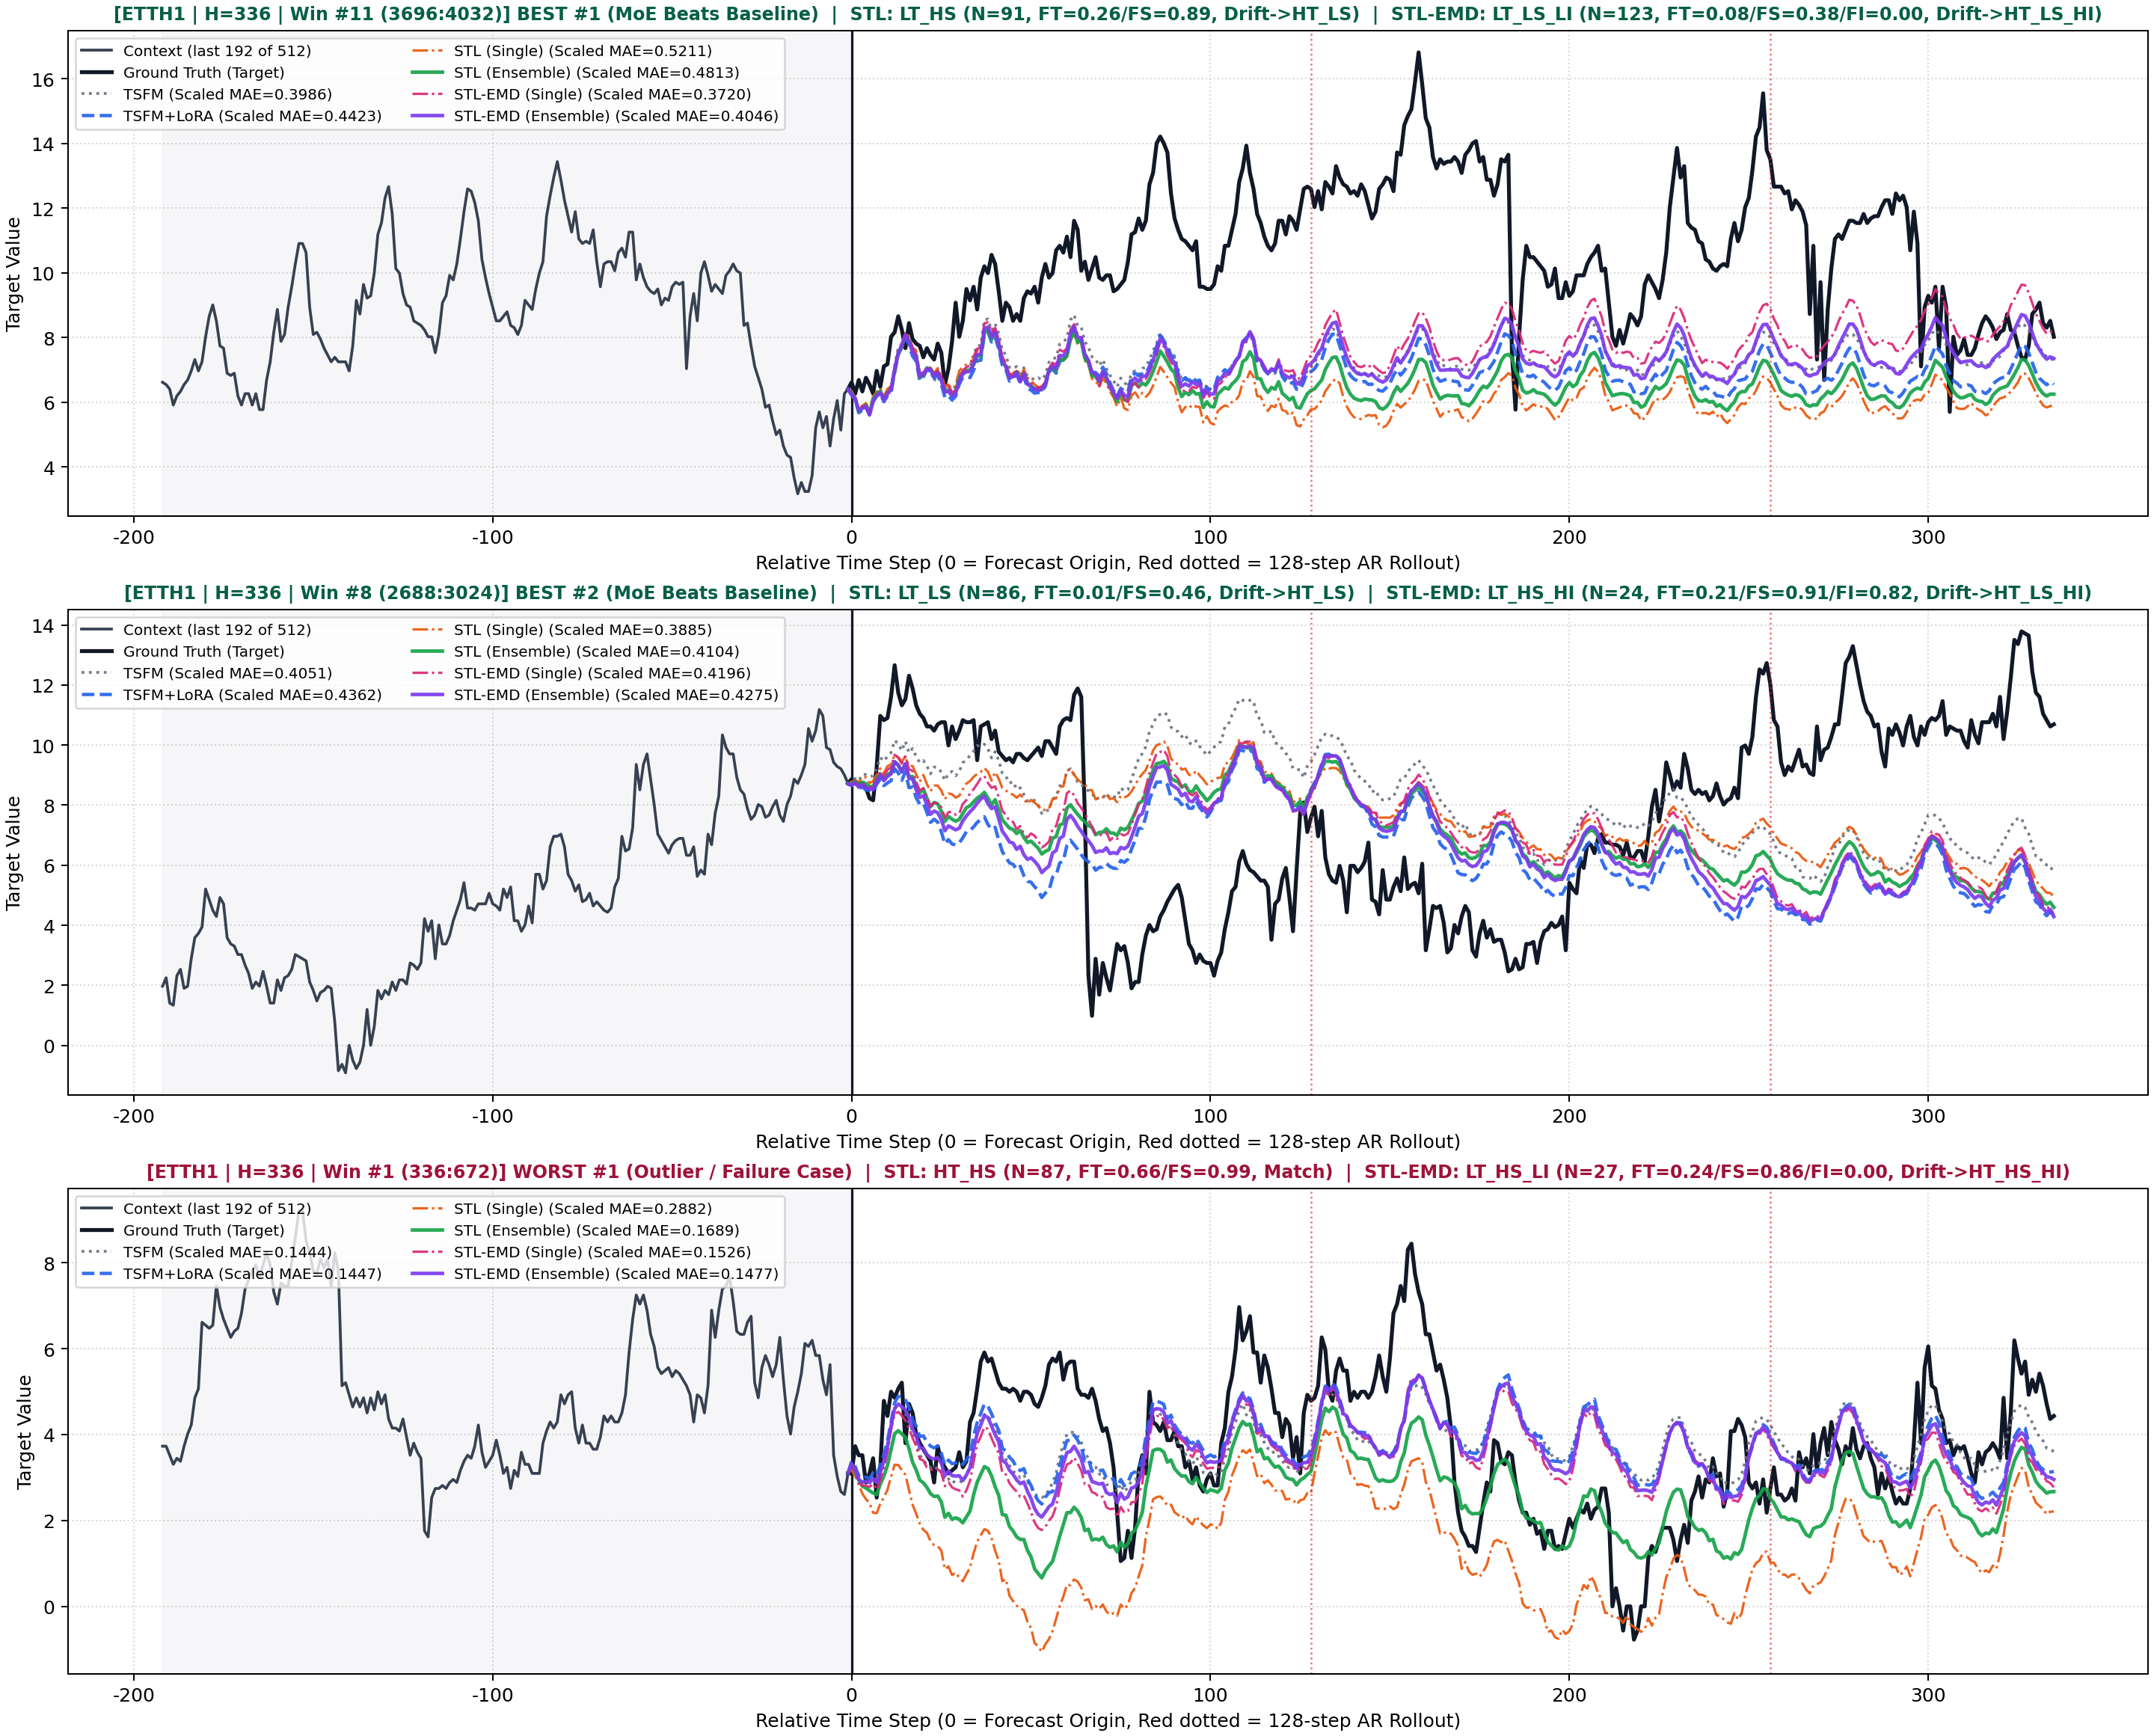 [ETTH1 | H=336 | Win #11 (3696:4032)] BEST #1 (MoE Beats Baseline) | STL: LT_HS (N=91, FT=0.26/FS=0.89, Drift->HT_LS) | STL-EMD: LT_LS_LI (N=123, FT=0.08/FS=0.38/FI=0.00, Drift->HT_LS_HI)
Context (last 192 of 512)
Ground Truth (Target)
TSFM (Scaled MAE=0.3986)
TSFM+LoRA (Scaled MAE=0.4423)
STL (Single) (Scaled MAE=0.5211)
STL (Ensemble) (Scaled MAE=0.4813)
STL-EMD (Single) (Scaled MAE=0.3720)
STL-EMD (Ensemble) (Scaled MAE=0.4046)
Target Value
16
14
12
10
8
6
4
-200 -100 0 100 200 300
Relative Time Step (0 = Forecast Origin, Red dotted = 128-step AR Rollout)
[ETTH1 | H=336 | Win #8 (2688:3024)] BEST #2 (MoE Beats Baseline) | STL: LT_LS (N=86, FT=0.01/FS=0.46, Drift->HT_LS) | STL-EMD: LT_HS_HI (N=24, FT=0.21/FS=0.91/FI=0.82, Drift->HT_LS_HI)
Context (last 192 of 512)
Ground Truth (Target)
TSFM (Scaled MAE=0.4051)
TSFM+LoRA (Scaled MAE=0.4362)
STL (Single) (Scaled MAE=0.3885)
STL (Ensemble) (Scaled MAE=0.4104)
STL-EMD (Single) (Scaled MAE=0.4196)
STL-EMD (Ensemble) (Scaled MAE=0.4275)
Target Value
14
12
10
8
6
4
2
0
-200 -100 0 100 200 300
Relative Time Step (0 = Forecast Origin, Red dotted = 128-step AR Rollout)
[ETTH1 | H=336 | Win #1 (336:672)] WORST #1 (Outlier / Failure Case) | STL: HT_HS (N=87, FT=0.66/FS=0.99, Match) | STL-EMD: LT_HS_LI (N=27, FT=0.24/FS=0.86/FI=0.00, Drift->HT_HS_HI)
Context (last 192 of 512)
Ground Truth (Target)
TSFM (Scaled MAE=0.1444)
TSFM+LoRA (Scaled MAE=0.1447)
STL (Single) (Scaled MAE=0.2882)
STL (Ensemble) (Scaled MAE=0.1689)
STL-EMD (Single) (Scaled MAE=0.1526)
STL-EMD (Ensemble) (Scaled MAE=0.1477)
Target Value
8
6
4
2
0
-200 -100 0 100 200 300
Relative Time Step (0 = Forecast Origin, Red dotted = 128-step AR Rollout)